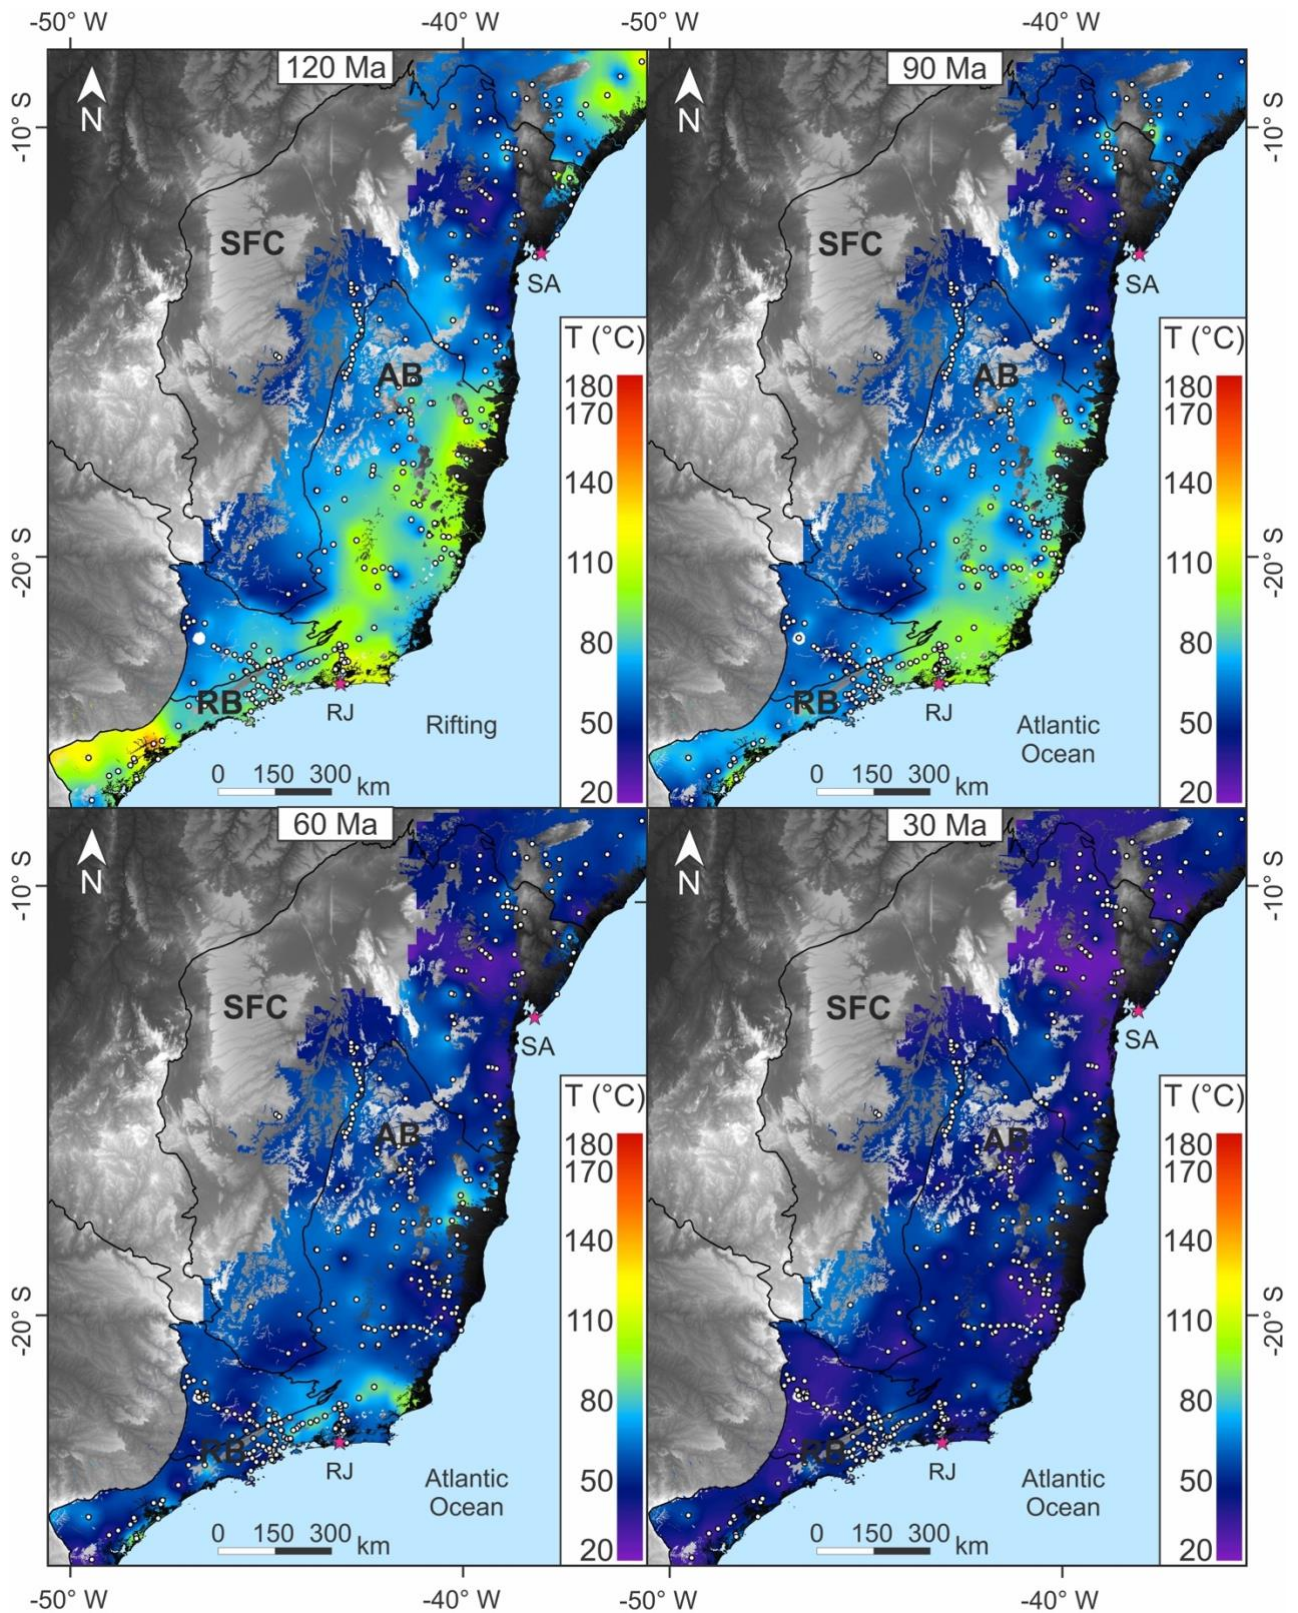 -50° W
-40° W
-40° W
-50° W
120 Ma
90 Ma
N
N
-10° S
-10° S
SFC
SFC
SA
SA
T (°C)
T (°C)
AB
AB
180
180
170
170
140
140
-20° S
-20° S
110
110
80
80
50
50
20
20
RB
RB
RJ
RJ
Rifting
Atlantic
Ocean
0 150 300 km
0 150 300 km
60 Ma
30 Ma
N
N
-10° S
-10° S
SFC
SFC
SA
SA
T (°C)
T (°C)
AB
AB
180
180
170
170
140
140
-20° S
-20° S
110
110
80
80
50
50
20
20
RB
RB
RJ
RJ
Atlantic
Ocean
Atlantic
Ocean
0 150 300 km
0 150 300 km
-50° W
-40° W
-50° W
-40° W